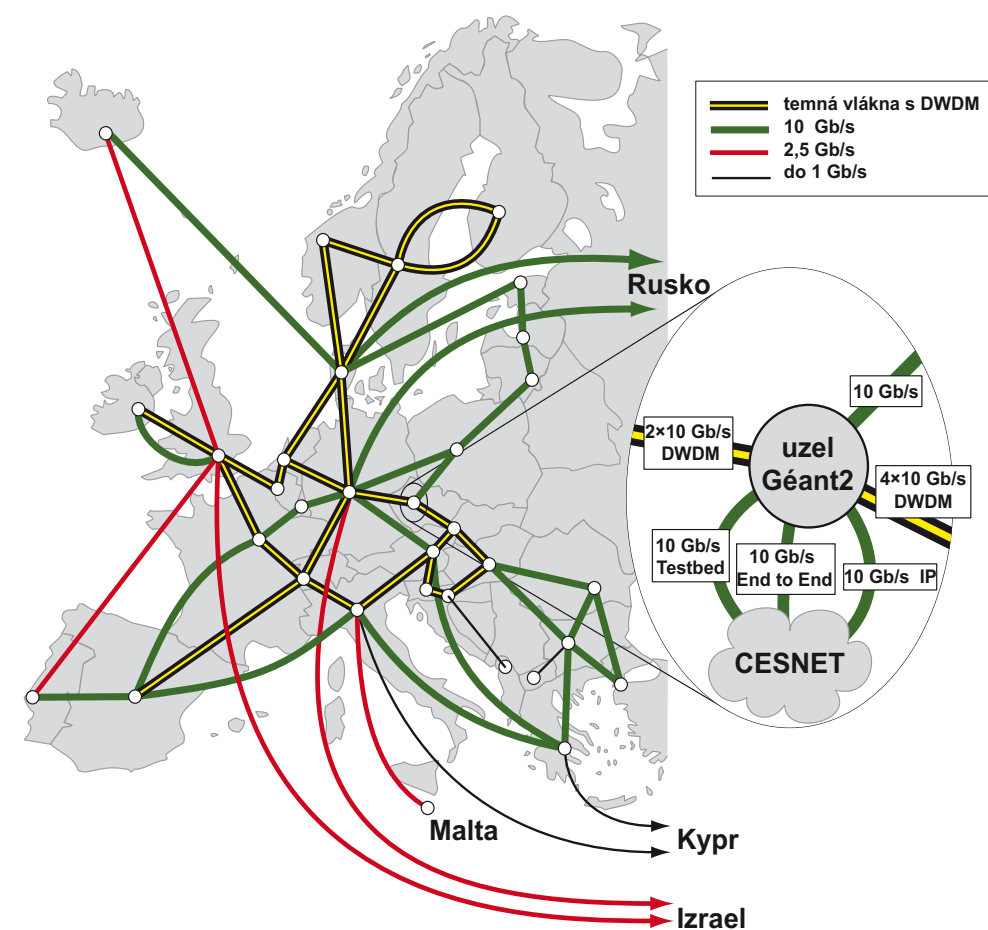 temná vlákna s DWDM
10 Gb/s
2,5 Gb/s
do 1 Gb/s
Rusko
10 Gb/s
2×10 Gb/s
DWDM
uzel
Géant2
4×10 Gb/s
DWDM
10 Gb/s
Testbed
10 Gb/s
End to End
10 Gb/s IP
CESNET
Malta
Kypr
Izrael